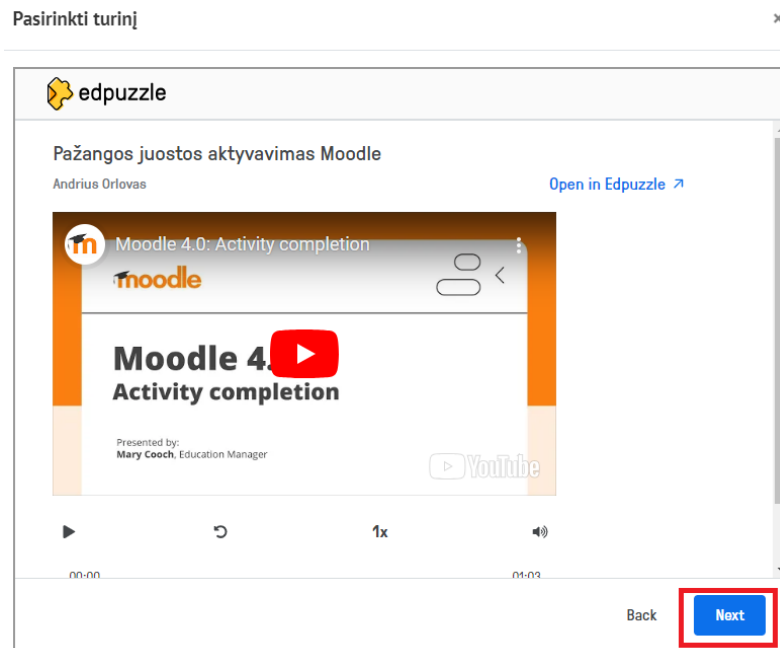 Pasirinkti turinį
edpuzzle
Pažangos juostos aktyvavimas Moodle
Andrius Orlovas
Open in Edpuzzle
Moodle 4.0: Activity completion
moodle
Moodle 4.
Activity completion
Presented by:
Mary Cooch, Education Manager
YouTube
1x
00:00 01:03
Back Next